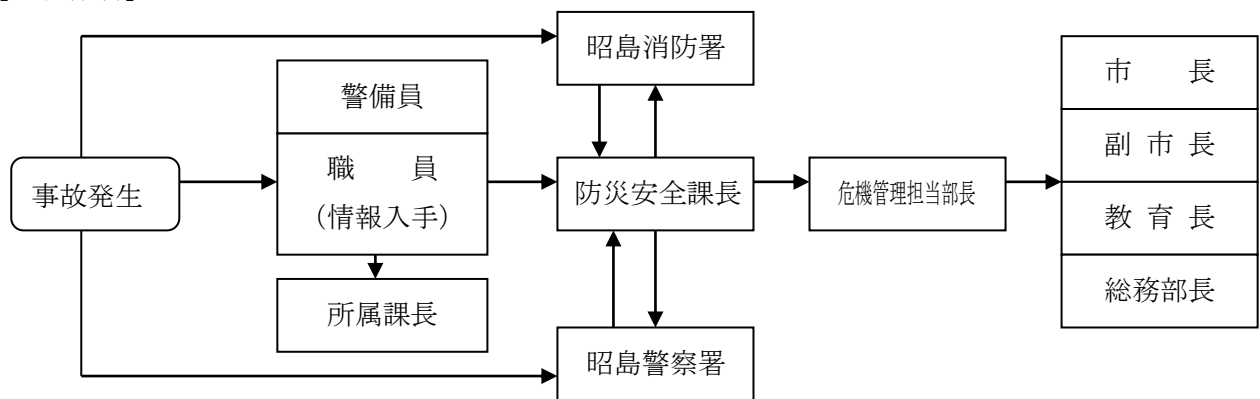 昭島消防署
警備員
職　　員
（情報入手）
所属課長
事故発生
防災安全課長
昭島警察署
危機管理担当部長
市　　長
副 市 長
教 育 長
総務部長